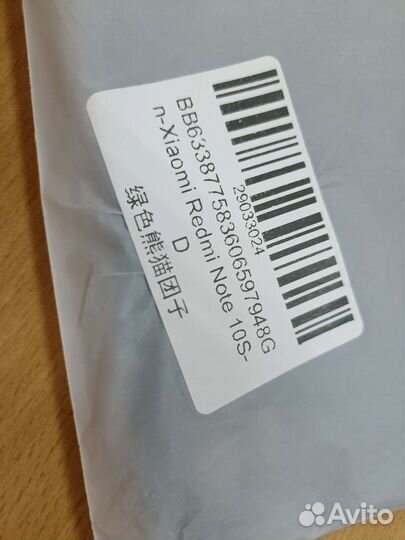 29033024
BB633877583606597948G
n-Xiaomi Redmi Note 10S-
D
绿色熊猫团子
Avito